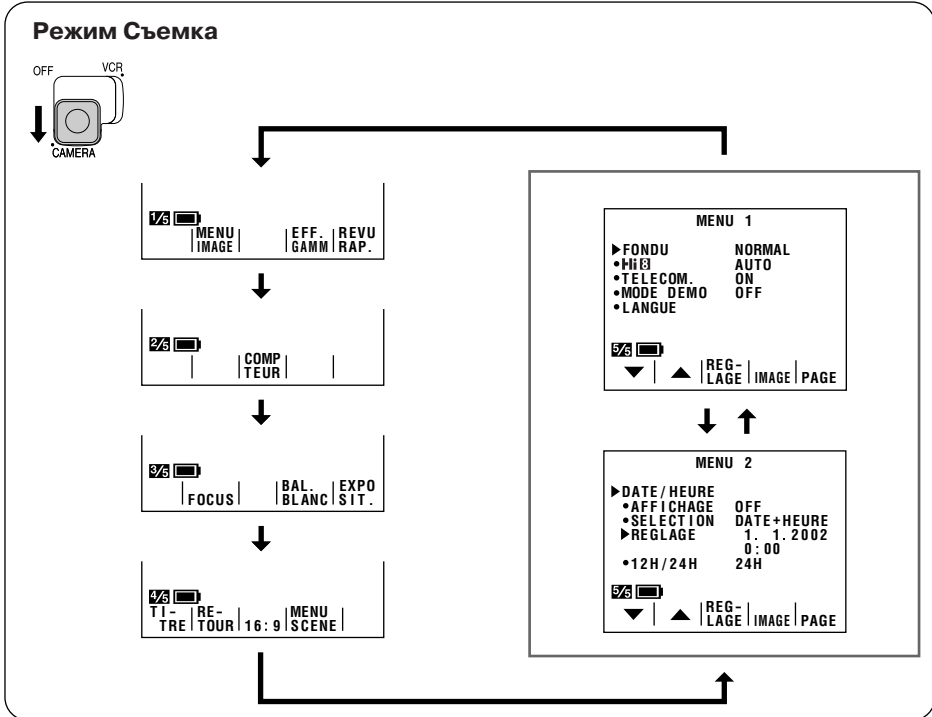 Режим Съемка
OFF VCR
CAMERA
1/5
MENU EFF. REVU
IMAGE GAMM RAP.
2/5
COMP
TEUR
3/5
BAL. EXPO
FOCUS BLANC SIT.
4/5
TI- RE- MENU
TRE TOUR 16:9 SCENE
MENU 1
▶FONDU NORMAL
•Hi8 AUTO
•TELECOM. ON
•MODE DEMO OFF
•LANGUE
5/5
REG-
LAGE IMAGE PAGE
MENU 2
▶DATE/HEURE
•AFFICHAGE OFF
•SELECTION DATE+HEURE
▶REGLAGE 1. 1.2002
0:00
•12H/24H 24H
5/5
REG-
LAGE IMAGE PAGE